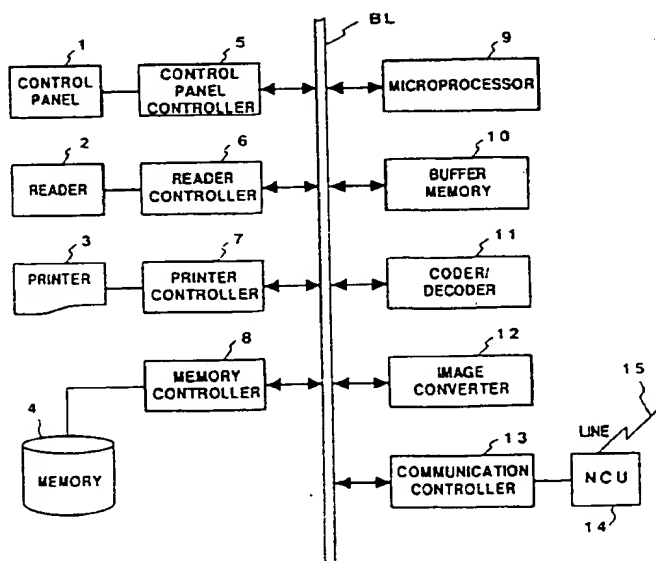 BL
1
CONTROL
PANEL
5
CONTROL
PANEL
CONTROLLER
9
MICROPROCESSOR
2
READER
6
READER
CONTROLLER
10
BUFFER
MEMORY
3
PRINTER
7
PRINTER
CONTROLLER
11
CODER/
DECODER
8
MEMORY
CONTROLLER
12
IMAGE
CONVERTER
4
MEMORY
13
COMMUNICATION
CONTROLLER
LINE
15
NCU
14